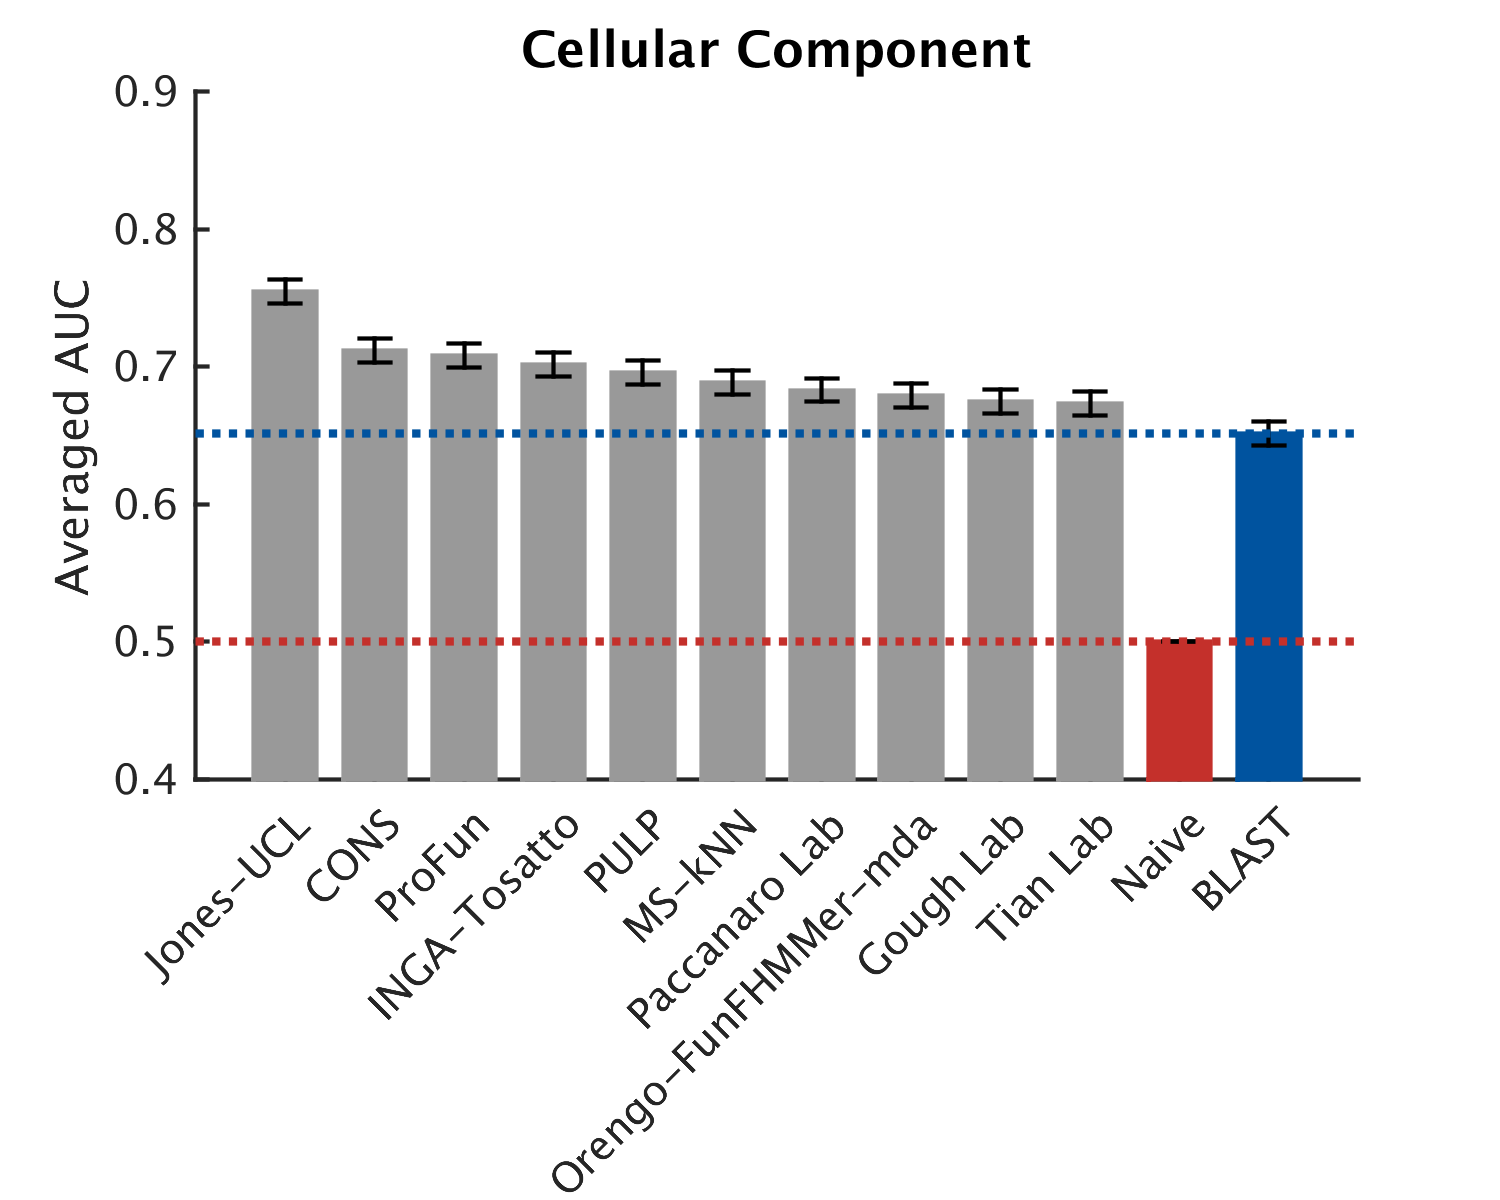 Cellular Component
Averaged AUC
0.9
0.8
0.7
0.6
0.5
0.4
Jones-UCL
CONS
ProFun
INGA-Tosatto
PULP
MS-kNN
Paccanaro Lab
Orengo-FunFHMMer-mda
Gough Lab
Tian Lab
Naive
BLAST